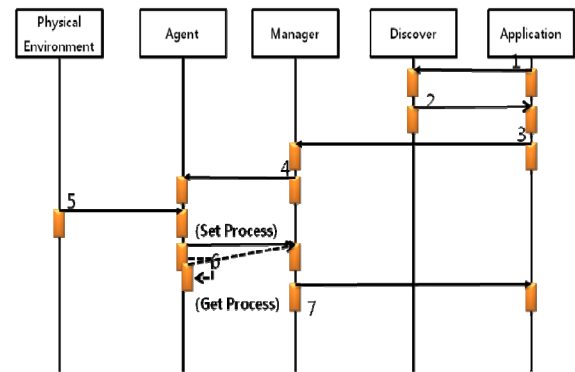 Physical
Environment
Agent
Manager
Discover
Application
1
2
3
4
5
(Set Process)
6
(Get Process)
7